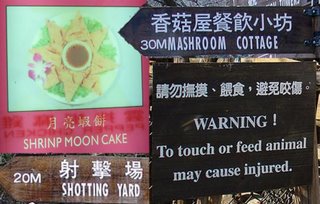 月亮蝦餅
SHRINP MOON CAKE
香菇屋餐飲小坊
30M MASHROOM COTTAGE
射擊場
20M SHOTTING YARD
請勿撫摸、餵食，避免咬傷。
WARNING !
To touch or feed animal
may cause injured.